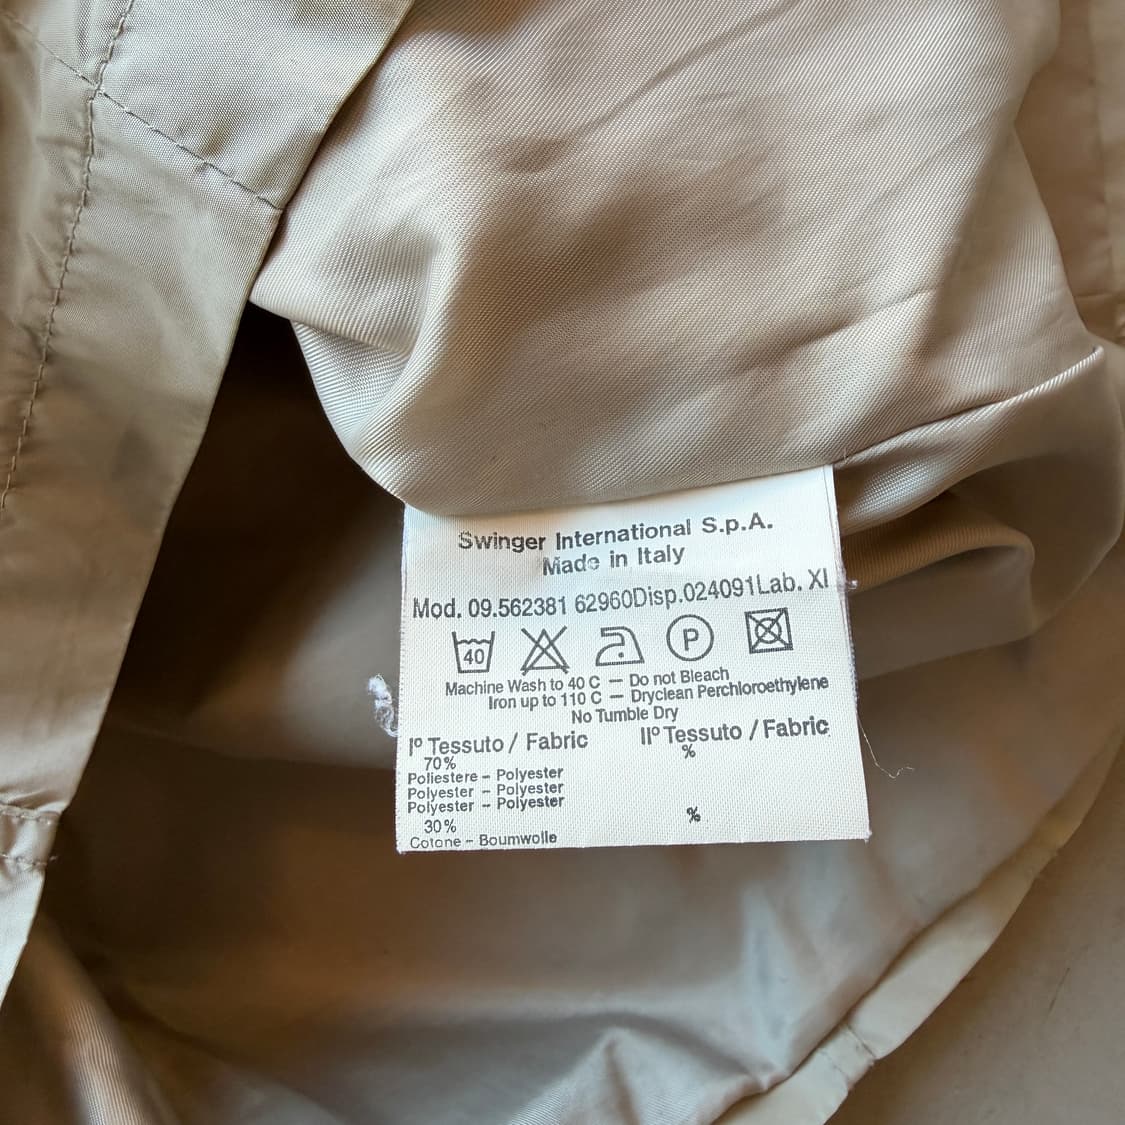 Swinger International S.p.A.
Made in Italy
Mod. 09.562381 62960Disp.024091Lab. XI
40 P
Machine Wash to 40 C – Do not Bleach
Iron up to 110 C – Dryclean Perchloroethylene
No Tumble Dry
Iº Tessuto / Fabric IIº Tessuto / Fabric
70% %
Poliestere – Polyester
Polyester – Polyester
Polyester – Polyester
30% %
Cotone – Boumwolle